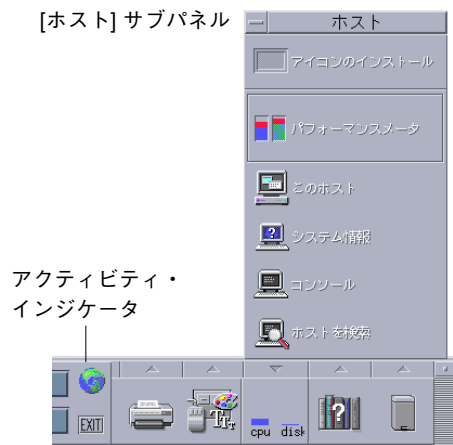 [ホスト] サブパネル
ホスト
アイコンのインストール
パフォーマンスメータ
このホスト
システム情報
コンソール
ホストを検索
アクティビティ・
インジケータ
EXIT
cpu disk